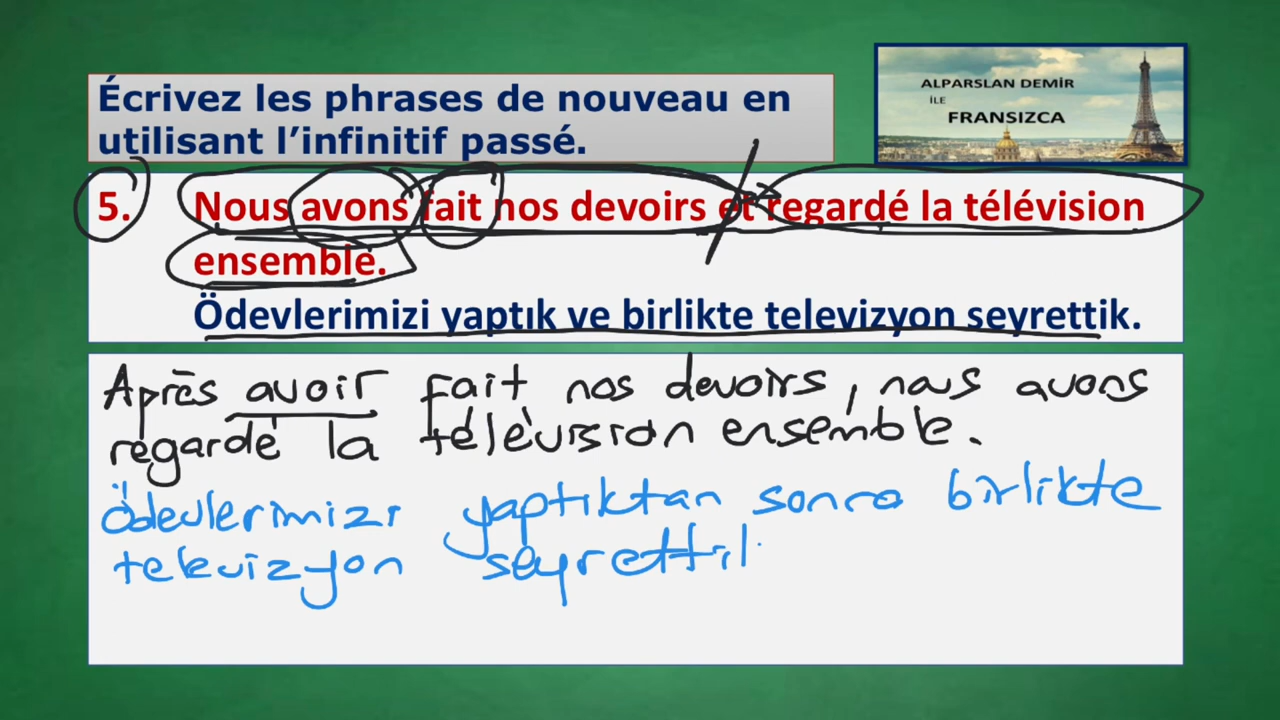 Écrivez les phrases de nouveau en
utilisant l'infinitif passé.
ALPARSLAN DEMİR
İLE
FRANSIZCA
5. Nous avons fait nos devoirs et regardé la télévision
ensemble.
Ödevlerimizi yaptık ve birlikte televizyon seyrettik.
Après avoir fait nos devoirs, nous avons
regardé la télévision ensemble.
Ödevlerimizi yaptıktan sonra birlikte
televizyon seyrettil